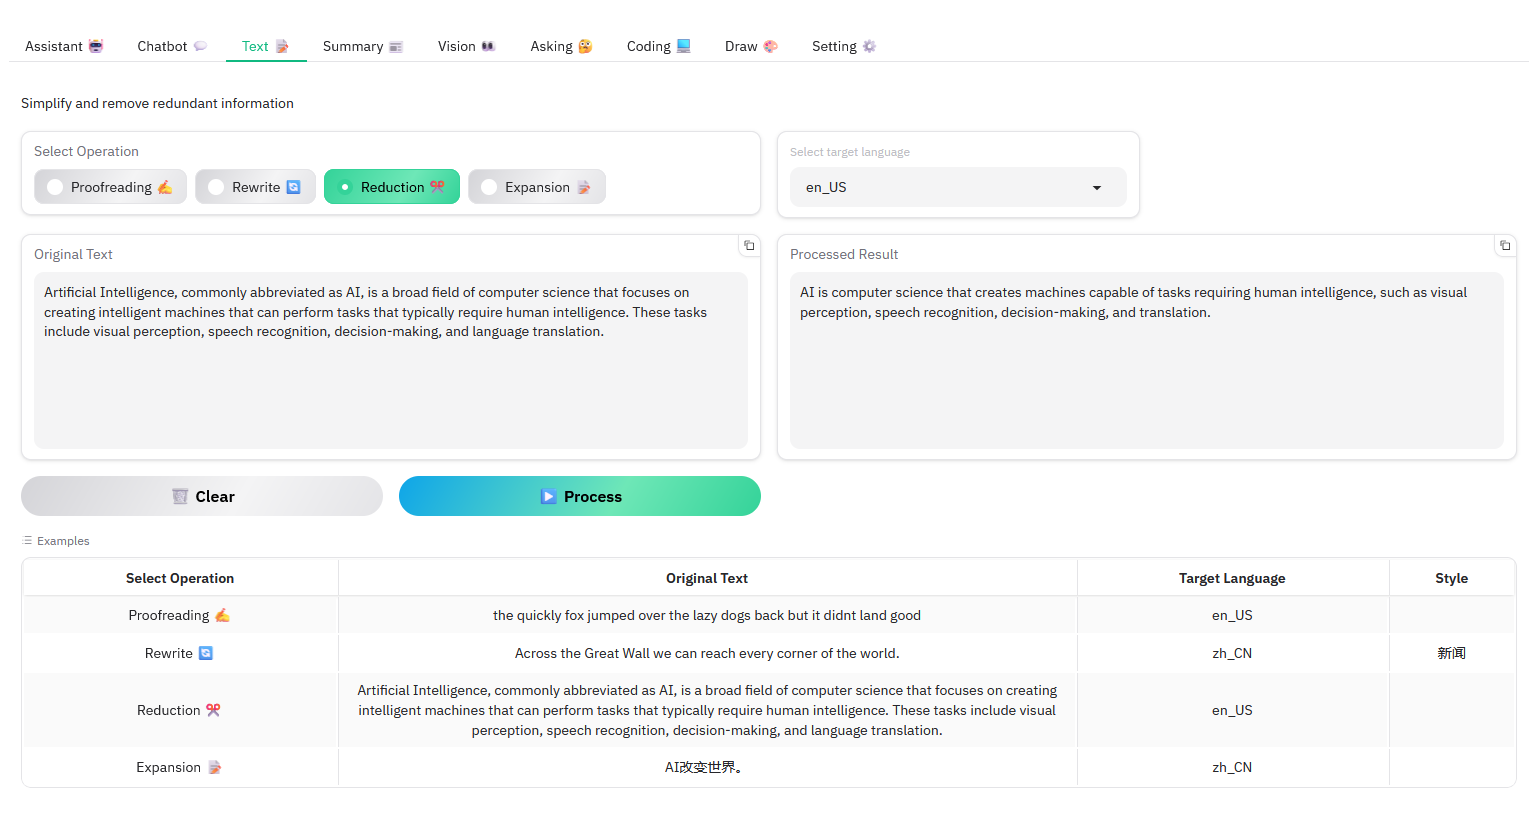 Assistant Chatbot Text Summary Vision Asking Coding Draw Setting
Simplify and remove redundant information
Select Operation
Proofreading Rewrite Reduction Expansion
Select target language
en_US
Original Text
Artificial Intelligence, commonly abbreviated as AI, is a broad field of computer science that focuses on
creating intelligent machines that can perform tasks that typically require human intelligence. These tasks
include visual perception, speech recognition, decision-making, and language translation.
Processed Result
AI is computer science that creates machines capable of tasks requiring human intelligence, such as visual
perception, speech recognition, decision-making, and translation.
Clear
Process
Examples
Select Operation Original Text Target Language Style
Proofreading the quickly fox jumped over the lazy dogs back but it didnt land good en_US
Rewrite Across the Great Wall we can reach every corner of the world. zh_CN 新闻
Reduction Artificial Intelligence, commonly abbreviated as AI, is a broad field of computer science that focuses on creating
intelligent machines that can perform tasks that typically require human intelligence. These tasks include visual
perception, speech recognition, decision-making, and language translation. en_US
Expansion AI改变世界。 zh_CN